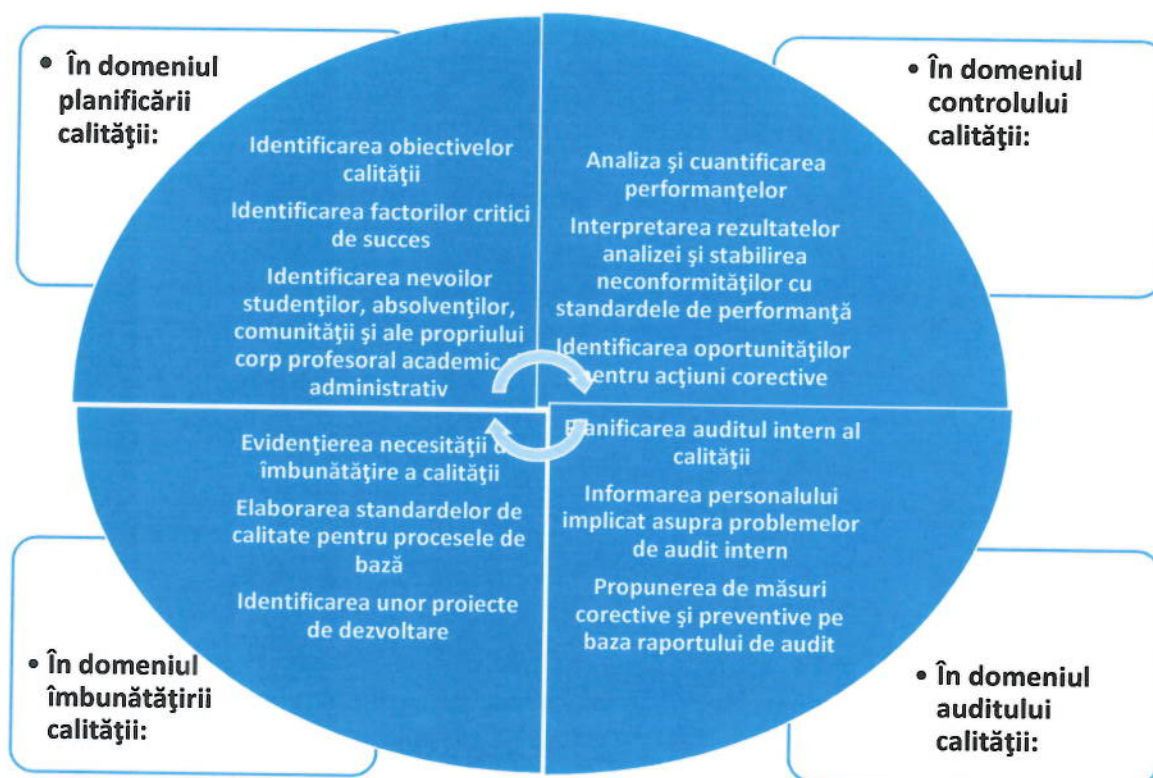 • În domeniul
planificării
calităţii:
Identificarea obiectivelor
calităţii
Identificarea factorilor critici
de succes
Identificarea nevoilor
studenţilor, absolvenţilor,
comunităţii şi ale propriului
corp profesoral academic
administrativ
• În domeniul
controlului
calităţii:
Analiza şi cuantificarea
performanţelor
Interpretarea rezultatelor
analizei şi stabilirea
neconformităţilor cu
standardele de performanţă
Identificarea oportunităţilor
pentru acţiuni corective
Evidenţierea necesităţii
îmbunătăţire a calităţii
Elaborarea standardelor de
calitate pentru procesele de
bază
Identificarea unor proiecte
de dezvoltare
• În domeniul
îmbunătăţirii
calităţii:
Planificarea auditul intern al
calităţii
Informarea personalului
implicat asupra problemelor
de audit intern
Propunerea de măsuri
corective şi preventive pe
baza raportului de audit
• În domeniul
auditului
calităţii: